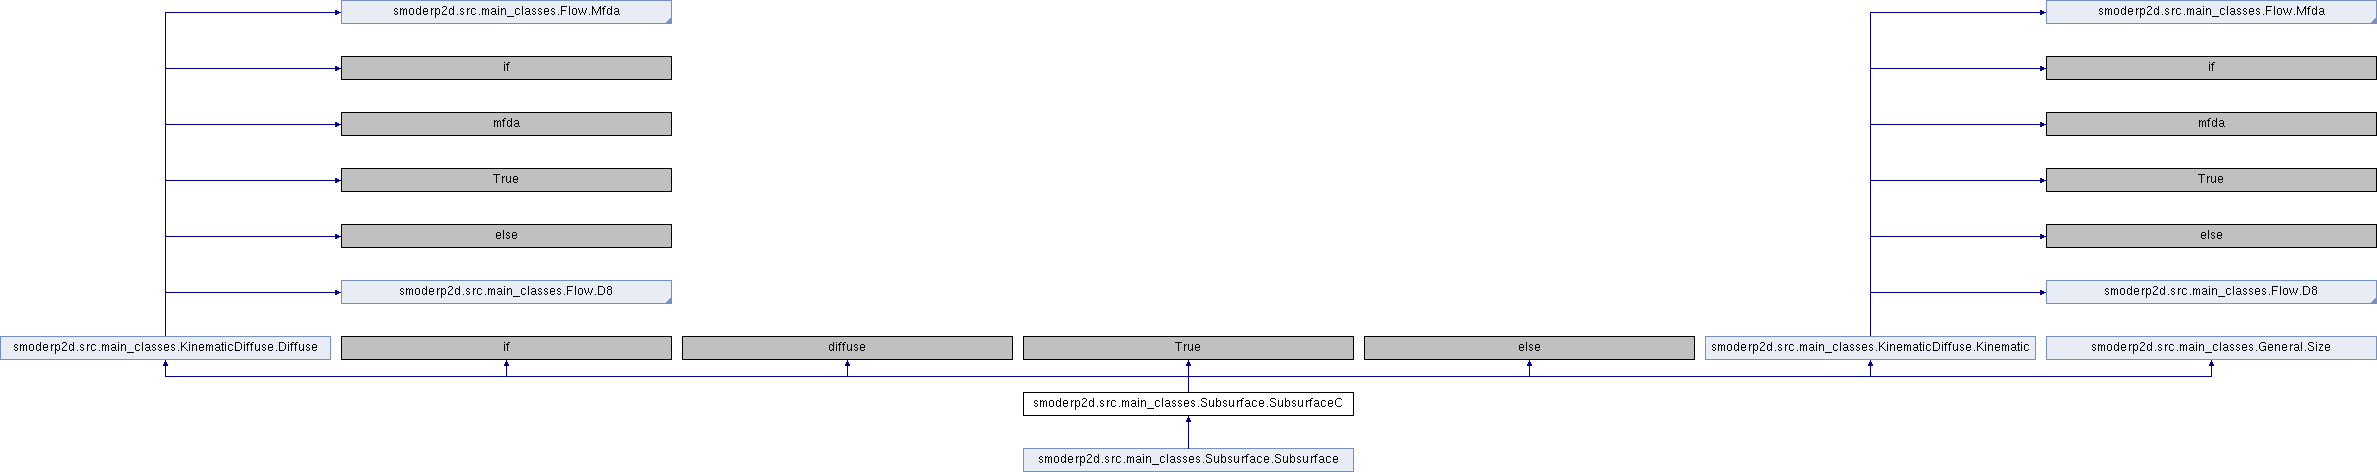 smoderp2d.src.main_classes.Flow.Mfda smoderp2d.src.main_classes.Flow.Mfda
if if
mfda mfda
True True
else else
smoderp2d.src.main_classes.Flow.D8 smoderp2d.src.main_classes.Flow.D8
smoderp2d.src.main_classes.KinematicDiffuse.Diffuse if diffuse True else smoderp2d.src.main_classes.KinematicDiffuse.Kinematic smoderp2d.src.main_classes.General.Size
smoderp2d.src.main_classes.Subsurface.SubsurfaceC
smoderp2d.src.main_classes.Subsurface.Subsurface